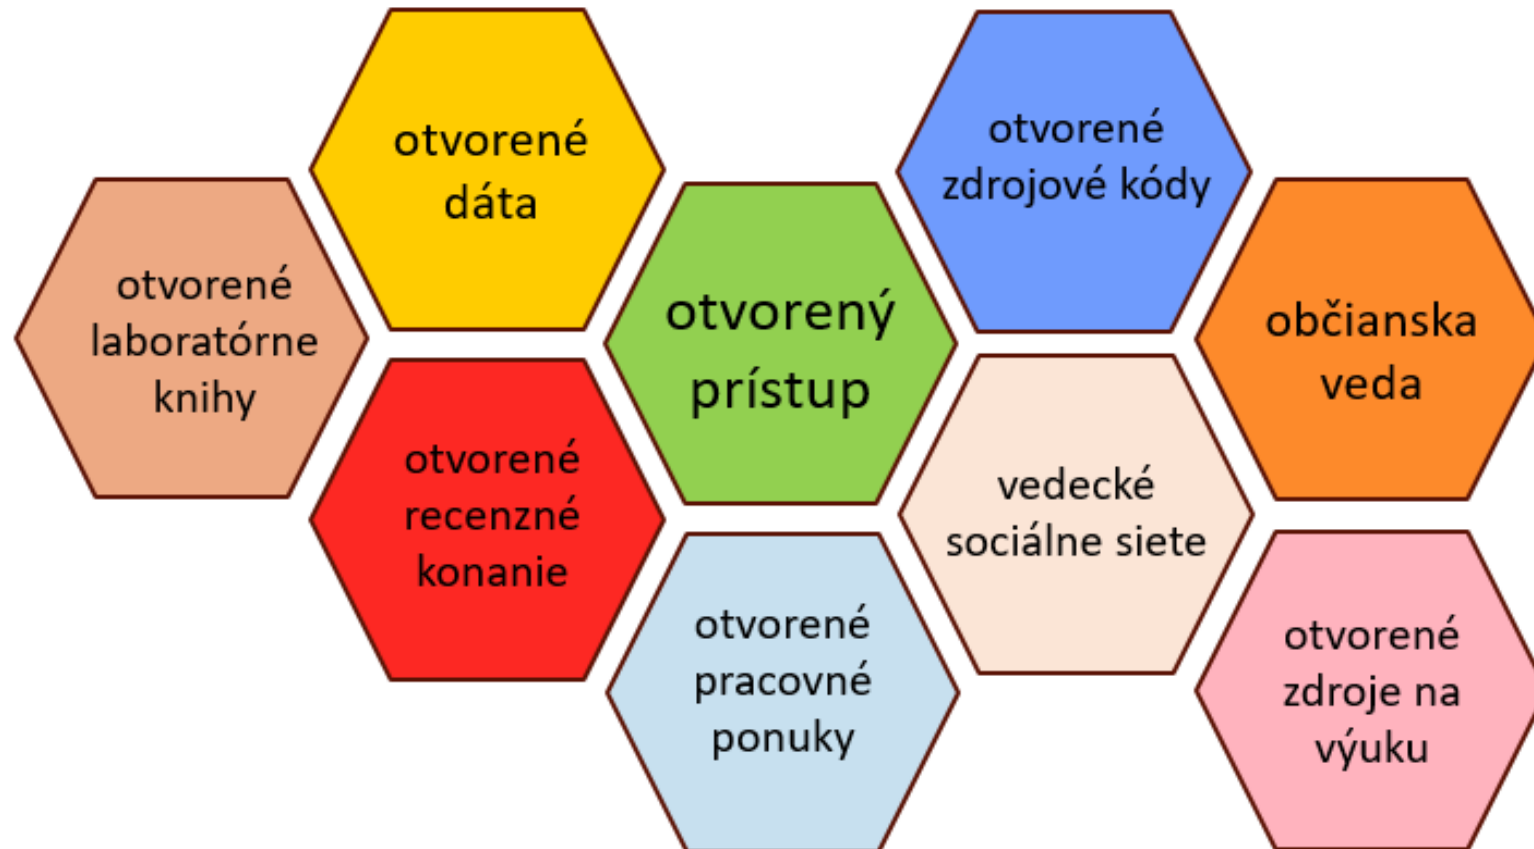 otvorené
dáta
otvorené
zdrojové kódy
otvorené
laboratórne
knihy
otvorený
prístup
občianska
veda
otvorené
recenzné
konanie
vedecké
sociálne siete
otvorené
pracovné
ponuky
otvorené
zdroje na
výuku